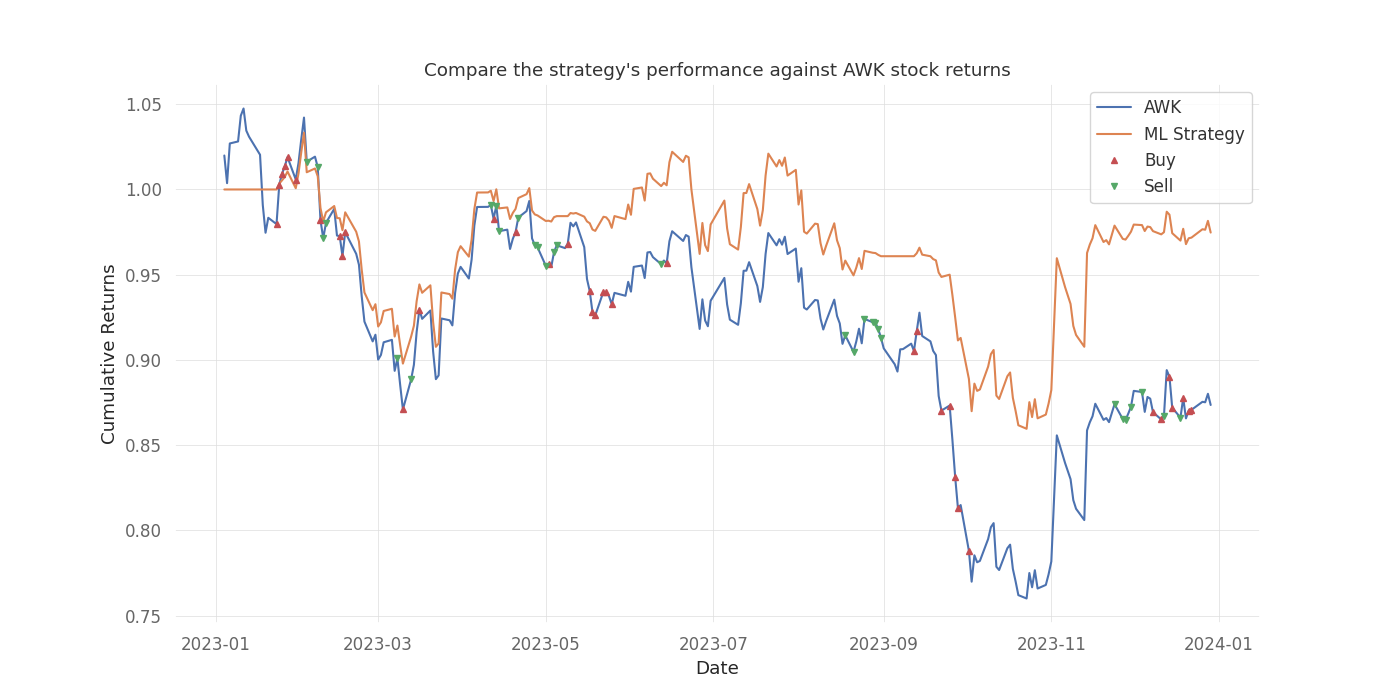 Compare the strategy's performance against AWK stock returns
AWK
ML Strategy
Buy
Sell
Cumulative Returns
1.05
1.00
0.95
0.90
0.85
0.80
0.75
2023-01
2023-03
2023-05
2023-07
2023-09
2023-11
2024-01
Date